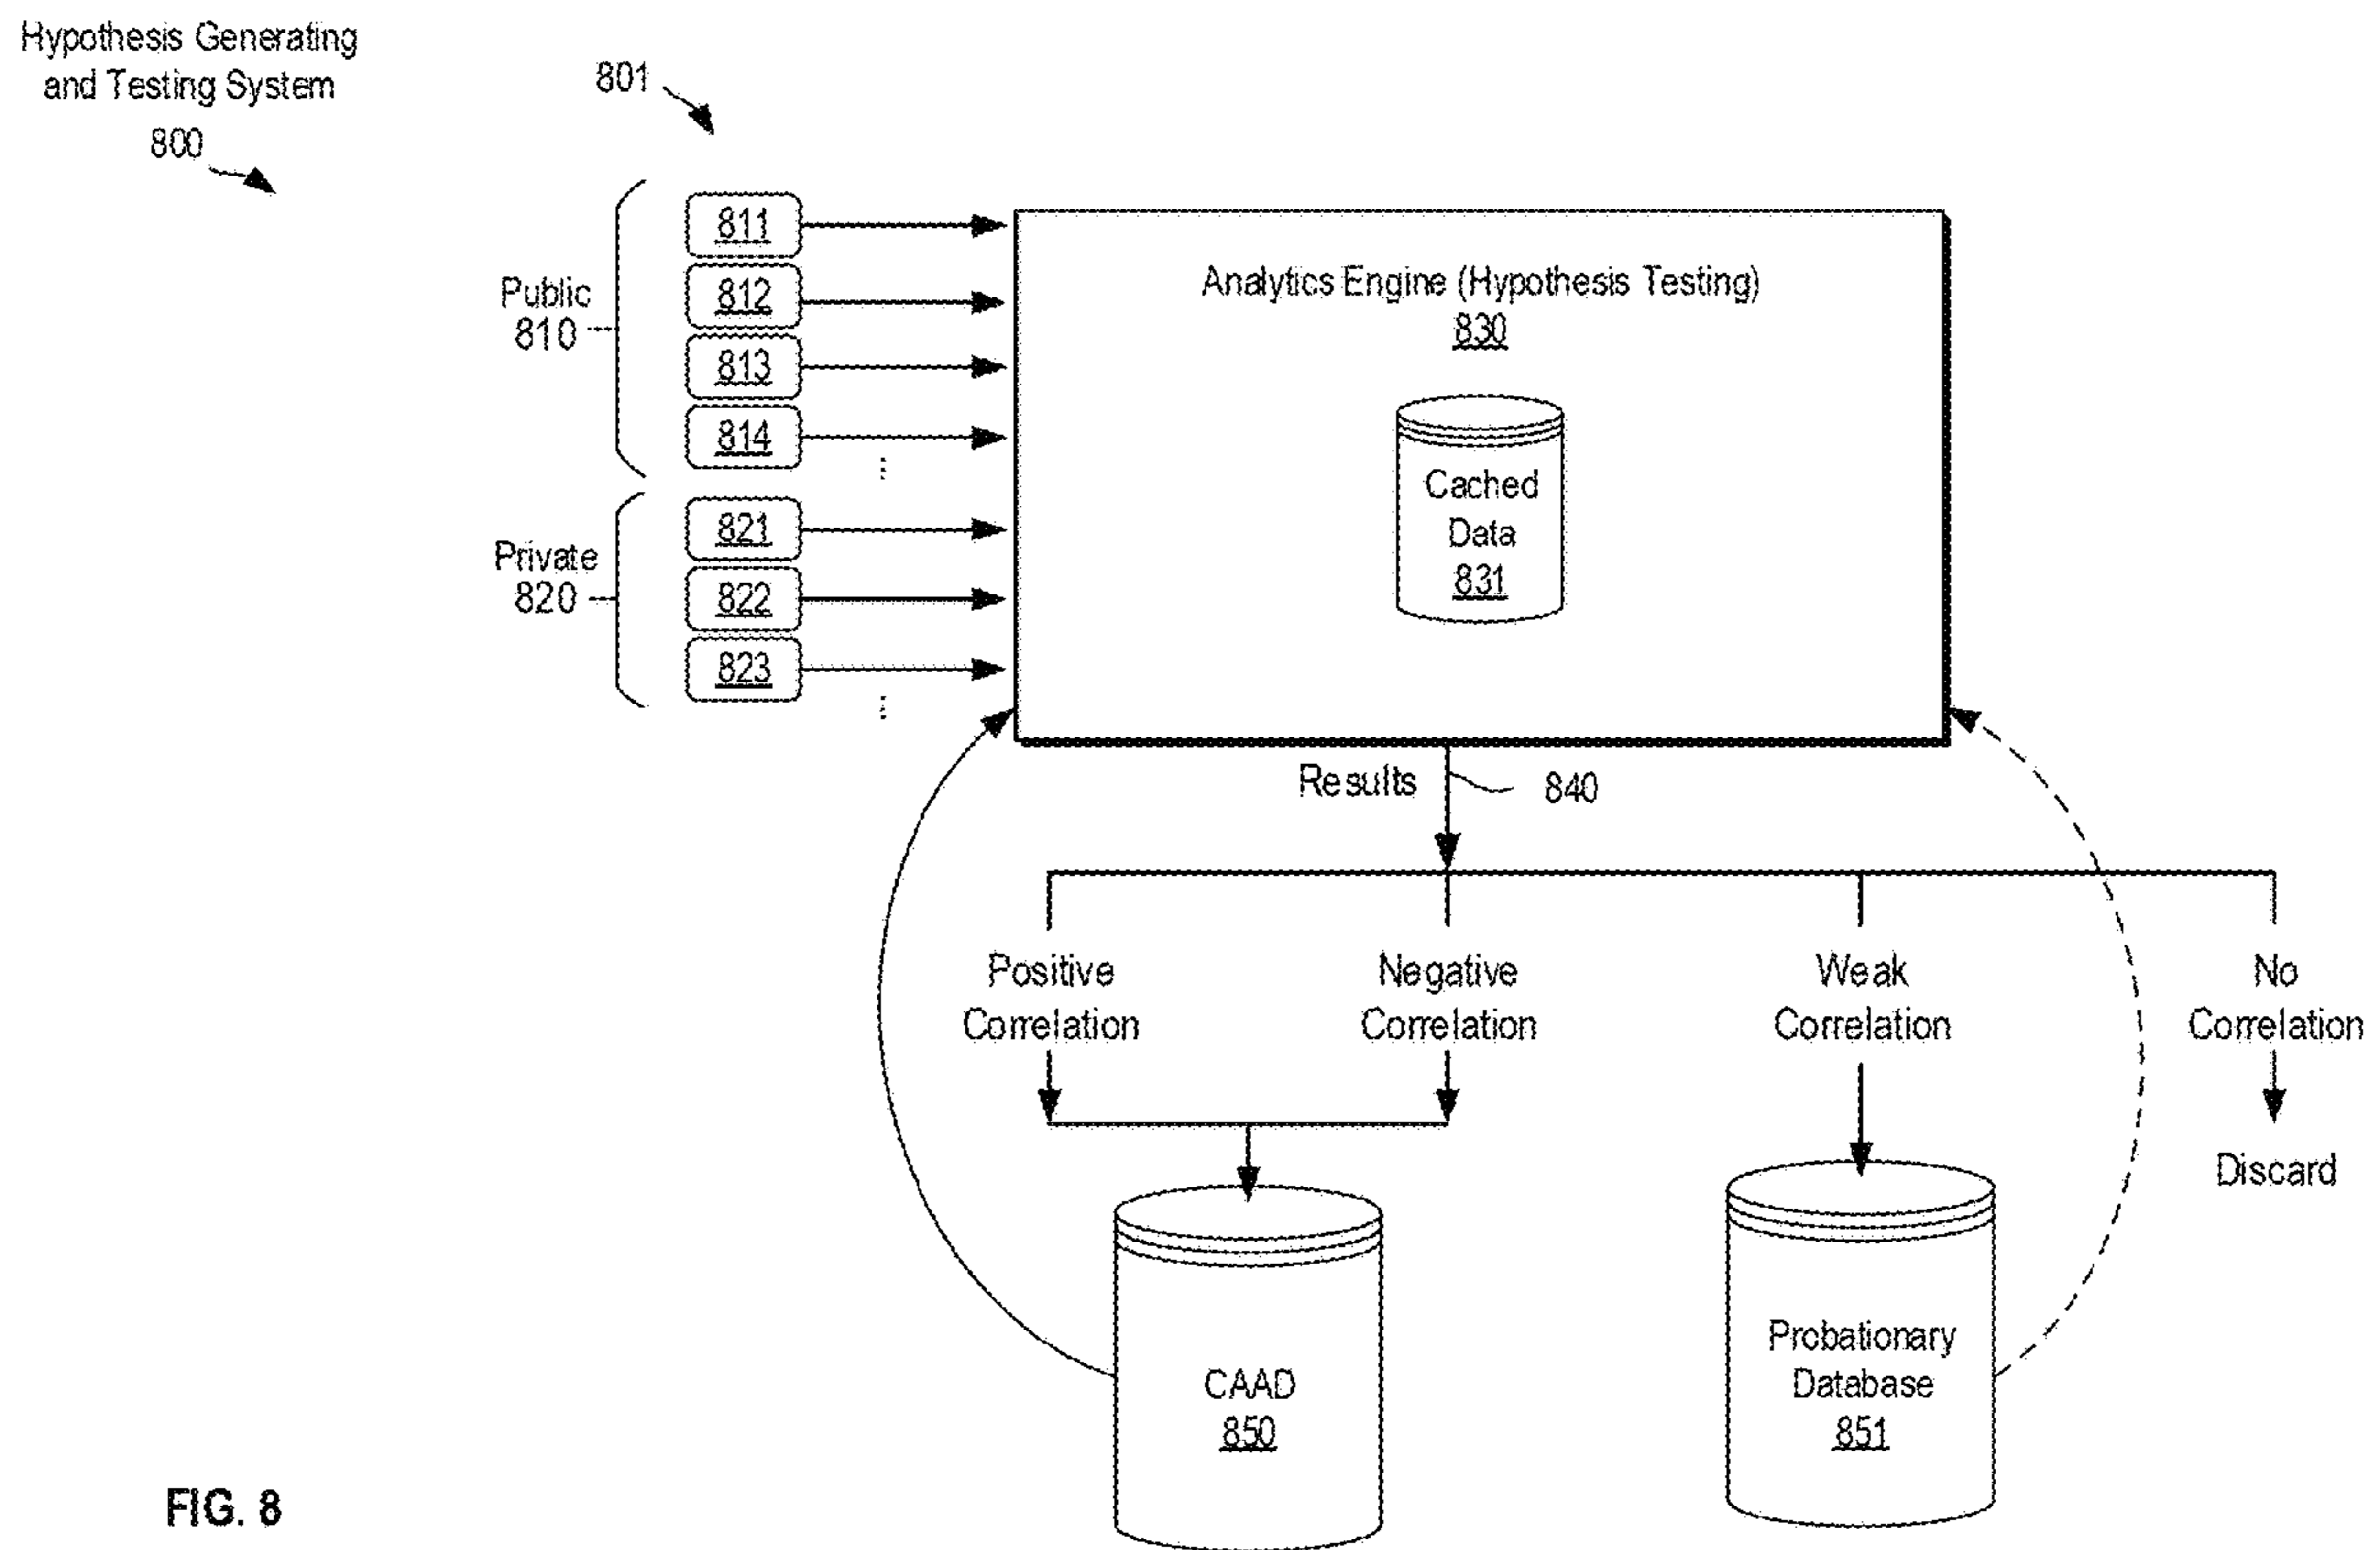 Hypothesis Generating
and Testing System
800
801
Public
810
811
812
813
814
Private
820
821
822
823
Analytics Engine (Hypothesis Testing)
830
Cached
Data
831
Results
840
Positive
Correlation
Negative
Correlation
Weak
Correlation
No
Correlation
Discard
CAAD
850
Probationary
Database
851
FIG. 8